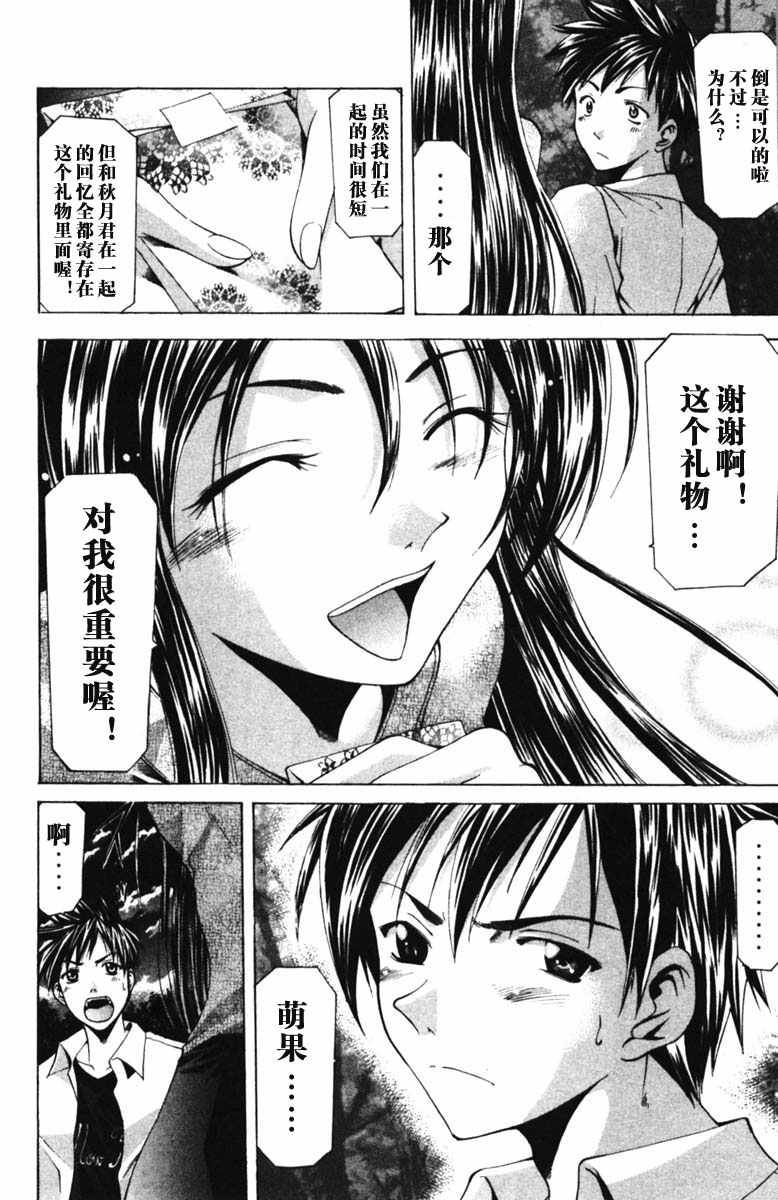 倒是可以的啦
不过…
为什么？
····那个
虽然我们在一
起的时间很短
但和秋月君在一起
的回忆全都寄存在
这个礼物里面喔！
谢谢啊！
这个礼物…
对我很重要喔！
·········
萌果……
啊····